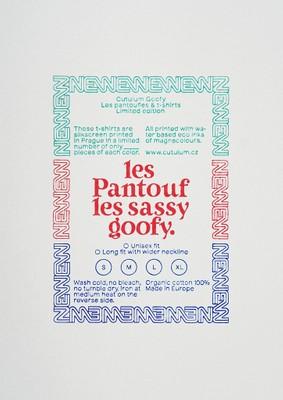 NEWNEWNEWNEWNEW
Cutulum Goofy
Les pantoufles & t-shirts
Limited edition
These t-shirts are
silkscreen printed
in Prague in a limited
number of only ____
pieces of each color.
All printed with wa-
ter based eco inks
of magnacolours.
www.cutulum.cz
les
Pantouf
les sassy
goofy.
O Unisex fit
O Long fit with wider neckline
S M L XL
Wash cold, no bleach,
no tumble dry, iron at
medium heat on the
reverse side.
Organic cotton 100%
Made in Europe
NEWNEWNEWNEWNEW